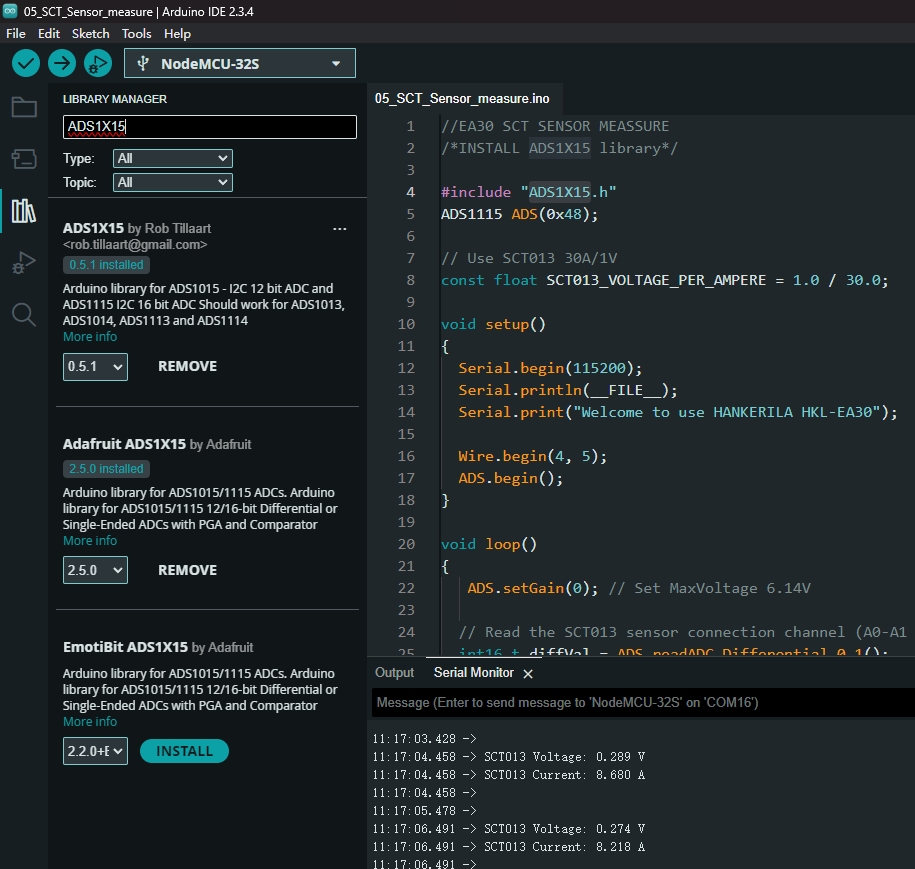 05_SCT_Sensor_measure | Arduino IDE 2.3.4
File Edit Sketch Tools Help
NodeMCU-32S
LIBRARY MANAGER
ADS1X15
Type: All
Topic: All
ADS1X15 by Rob Tillaart
<rob.tillaart@gmail.com>
0.5.1 installed
Arduino library for ADS1015 - I2C 12 bit ADC and
ADS1115 I2C 16 bit ADC Should work for ADS1013,
ADS1014, ADS1113 and ADS1114
More info
0.5.1 REMOVE
Adafruit ADS1X15 by Adafruit
2.5.0 installed
Arduino library for ADS1015/1115 ADCs. Arduino
library for ADS1015/1115 12/16-bit Differential or
Single-Ended ADCs with PGA and Comparator
More info
2.5.0 REMOVE
EmotiBit ADS1X15 by Adafruit
Arduino library for ADS1015/1115 ADCs. Arduino
library for ADS1015/1115 12/16-bit Differential or
Single-Ended ADCs with PGA and Comparator
More info
2.2.0+E INSTALL
05_SCT_Sensor_measure.ino
1 //EA30 SCT SENSOR MEASSURE
2 /*INSTALL ADS1X15 library*/
3
4 #include "ADS1X15.h"
5 ADS1115 ADS(0x48);
6
7 // Use SCT013 30A/1V
8 const float SCT013_VOLTAGE_PER_AMPERE = 1.0 / 30.0;
9
10 void setup()
11 {
12 Serial.begin(115200);
13 Serial.println(__FILE__);
14 Serial.print("Welcome to use HANKERILA HKL-EA30");
15
16 Wire.begin(4, 5);
17 ADS.begin();
18 }
19
20 void loop()
21 {
22 ADS.setGain(0); // Set MaxVoltage 6.14V
23
24 // Read the SCT013 sensor connection channel (A0-A1
25 int16_t diffVal = ADS.readADC_Differential_0_1();
Output Serial Monitor
Message (Enter to send message to 'NodeMCU-32S' on 'COM16')
11:17:03.428 ->
11:17:04.458 -> SCT013 Voltage: 0.289 V
11:17:04.458 -> SCT013 Current: 8.680 A
11:17:04.458 ->
11:17:05.478 ->
11:17:06.491 -> SCT013 Voltage: 0.274 V
11:17:06.491 -> SCT013 Current: 8.218 A
11:17:06.491 ->